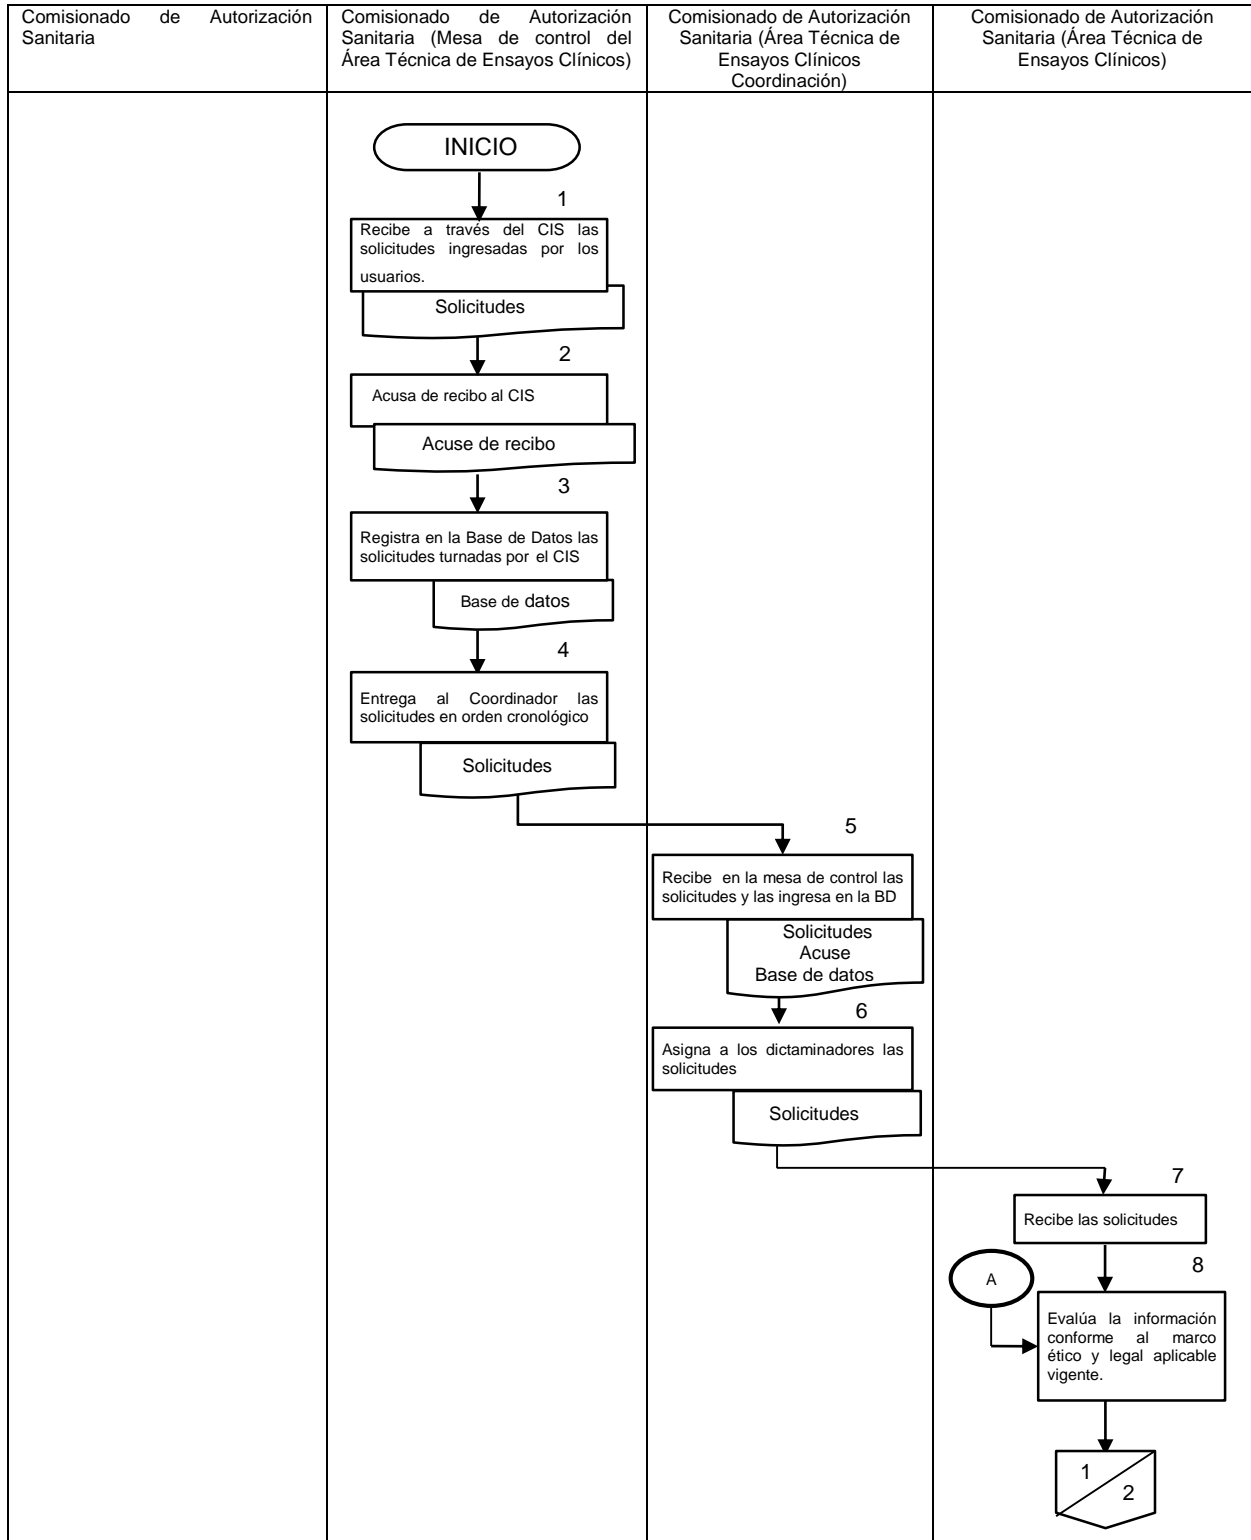 Comisionado de Autorización
Sanitaria
Comisionado de Autorización
Sanitaria (Mesa de control del
Área Técnica de Ensayos Clínicos)
Comisionado de Autorización
Sanitaria (Área Técnica de
Ensayos Clínicos
Coordinación)
Comisionado de Autorización
Sanitaria (Área Técnica de
Ensayos Clínicos)
INICIO
1
Recibe a través del CIS las
solicitudes ingresadas por los
usuarios.
Solicitudes
2
Acusa de recibo al CIS
Acuse de recibo
3
Registra en la Base de Datos las
solicitudes turnadas por el CIS
Base de datos
4
Entrega al Coordinador las
solicitudes en orden cronológico
Solicitudes
5
Recibe en la mesa de control las
solicitudes y las ingresa en la BD
Solicitudes
Acuse
Base de datos
6
Asigna a los dictaminadores las
solicitudes
Solicitudes
7
Recibe las solicitudes
8
A
Evalúa la información
conforme al marco
ético y legal aplicable
vigente.
1
2